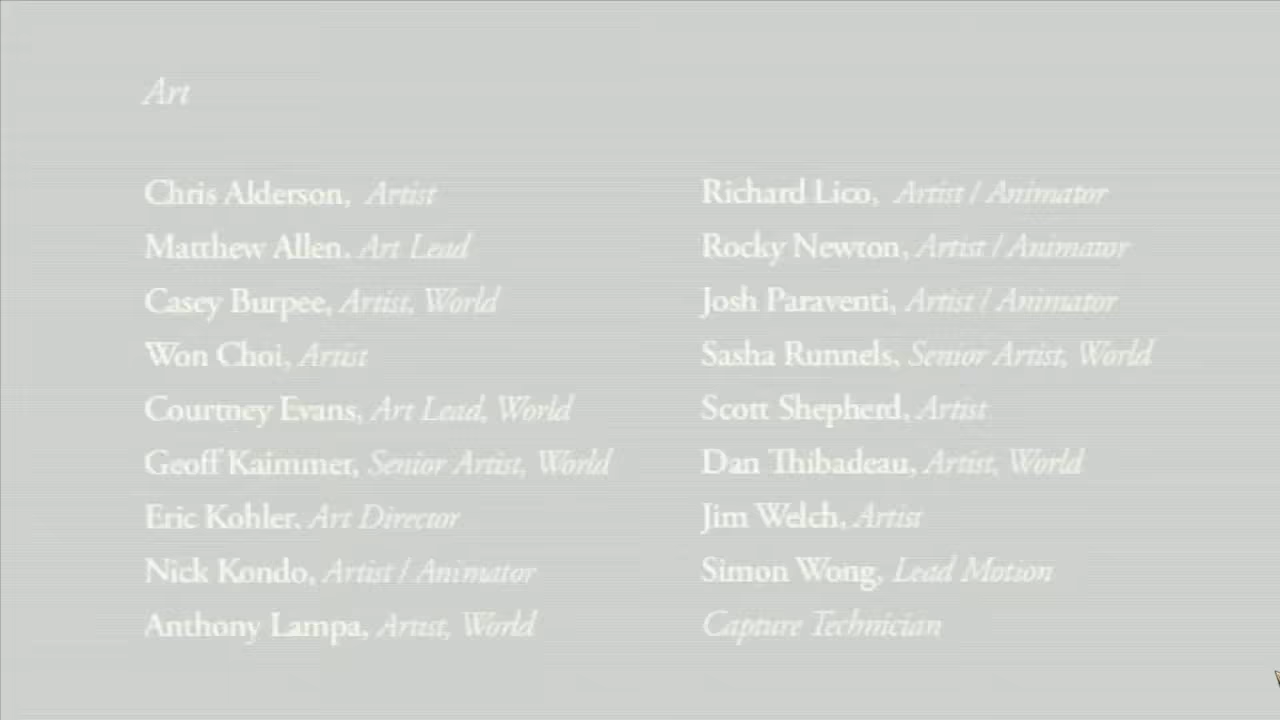 Art
Chris Alderson, Artist
Matthew Allen, Art Lead
Casey Burpee, Artist, World
Won Choi, Artist
Courtney Evans, Art Lead, World
Geoff Kaimmer, Senior Artist, World
Eric Kohler, Art Director
Nick Kondo, Artist / Animator
Anthony Lampa, Artist, World
Richard Lico, Artist / Animator
Rocky Newton, Artist / Animator
Josh Paraventi, Artist / Animator
Sasha Runnels, Senior Artist, World
Scott Shepherd, Artist
Dan Thibadeau, Artist, World
Jim Welch, Artist
Simon Wong, Lead Motion
Capture Technician